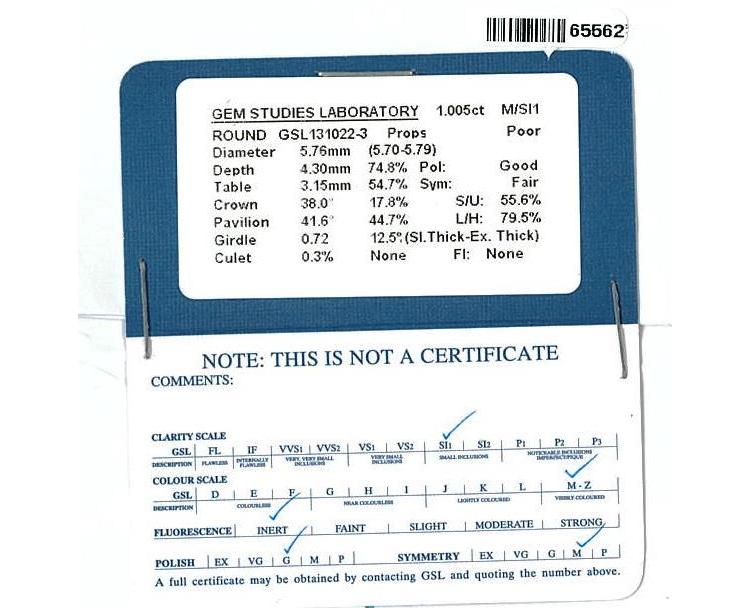 65562
GEM STUDIES LABORATORY 1.005ct M/SI1
ROUND GSL131022-3 Props Poor
Diameter 5.76mm (5.70-5.79)
Depth 4.30mm 74.8% Pol: Good
Table 3.15mm 54.7% Sym: Fair
Crown 38.0° 17.8% S/U: 55.6%
Pavilion 41.6° 44.7% L/H: 79.5%
Girdle 0.72 12.5% (Sl.Thick-Ex. Thick)
Culet 0.3% None Fl: None
NOTE: THIS IS NOT A CERTIFICATE
COMMENTS:
CLARITY SCALE
GSL FL IF VVS1 VVS2 VS1 VS2 SI1 SI2 P1 P2 P3
DESCRIPTION FLAWLESS INTERNALLY FLAWLESS VERY, VERY SMALL INCLUSIONS VERY SMALL INCLUSIONS SMALL INCLUSIONS NOTICEABLE INCLUSIONS IMPERFECT/PIQUE
COLOUR SCALE
GSL D E F G H I J K L M - Z
DESCRIPTION COLOURLESS NEAR COLOURLESS LIGHTLY COLOURED VISIBLY COLOURED
FLUORESCENCE INERT FAINT SLIGHT MODERATE STRONG
POLISH EX VG G M P SYMMETRY EX VG G M P
A full certificate may be obtained by contacting GSL and quoting the number above.